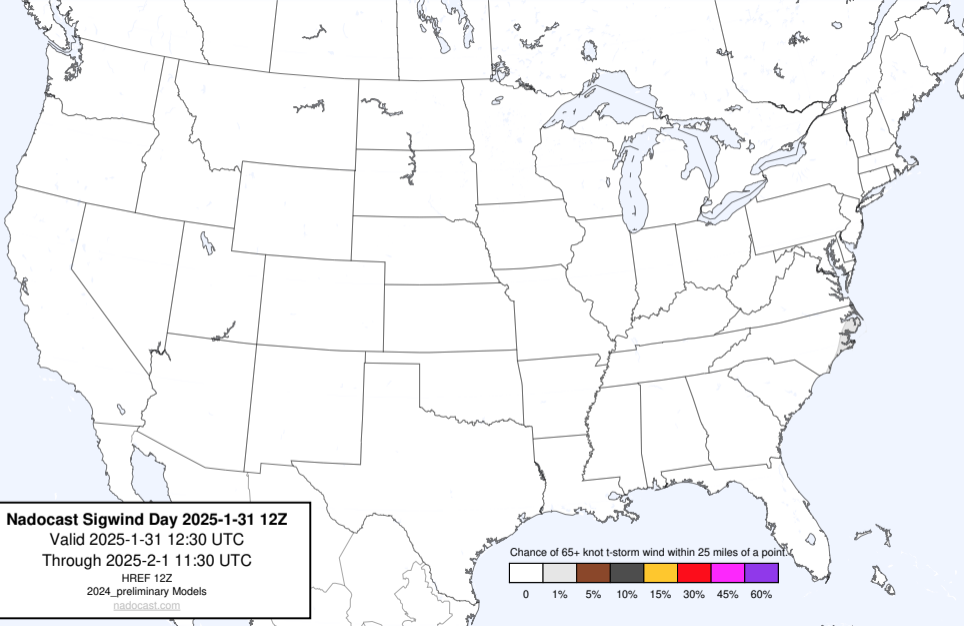 Nadocast Sigwind Day 2025-1-31 12Z
Valid 2025-1-31 12:30 UTC
Through 2025-2-1 11:30 UTC
HREF 12Z
2024_preliminary Models
nadocast.com
Chance of 65+ knot t-storm wind within 25 miles of a point.
0 1% 5% 10% 15% 30% 45% 60%